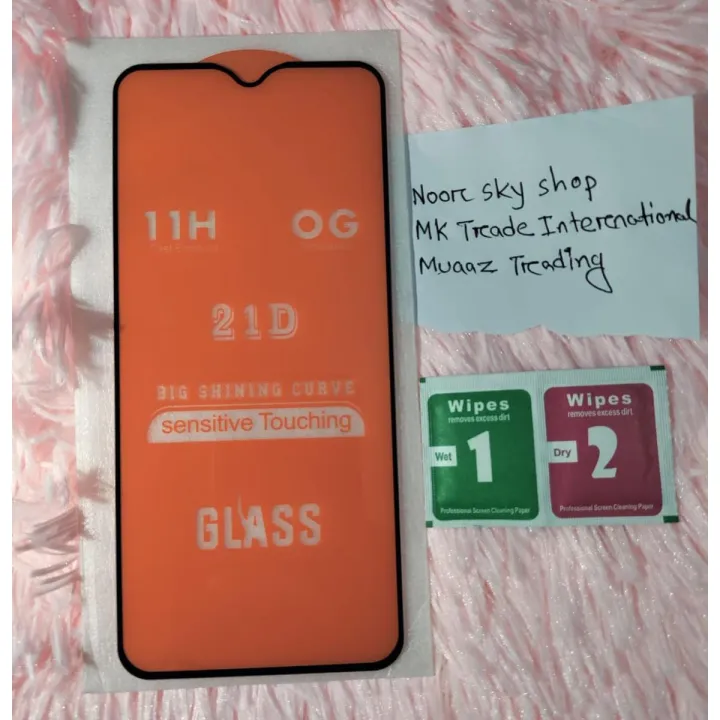 11H
OG
21D
BIG SHINING CURVE
sensitive Touching
GLASS
Noor sky shop
MK Trade International
Muaaz Trading
Wipes
removes excess dirt
Wet
1
Professional Screen Cleaning Paper
Wipes
removes excess dirt
Dry
2
Professional Screen Cleaning Paper